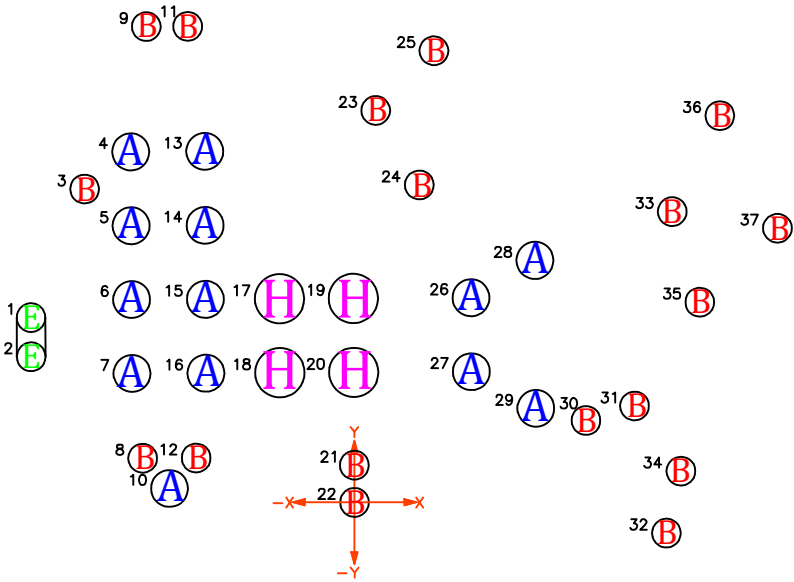 9 B 11 B
25 B
23 B
36 B
4 A 13 A
3 B
24 B
33 B
5 A 14 A
37 B
28 A
6 A 15 A 17 H 19 H
26 A
35 B
1 E
2 E
7 A 16 A 18 H 20 H
27 A
29 A 30 B 31 B
Y
8 B 12 B
21 B
34 B
10 A
-X 22 B X
32 B
-Y